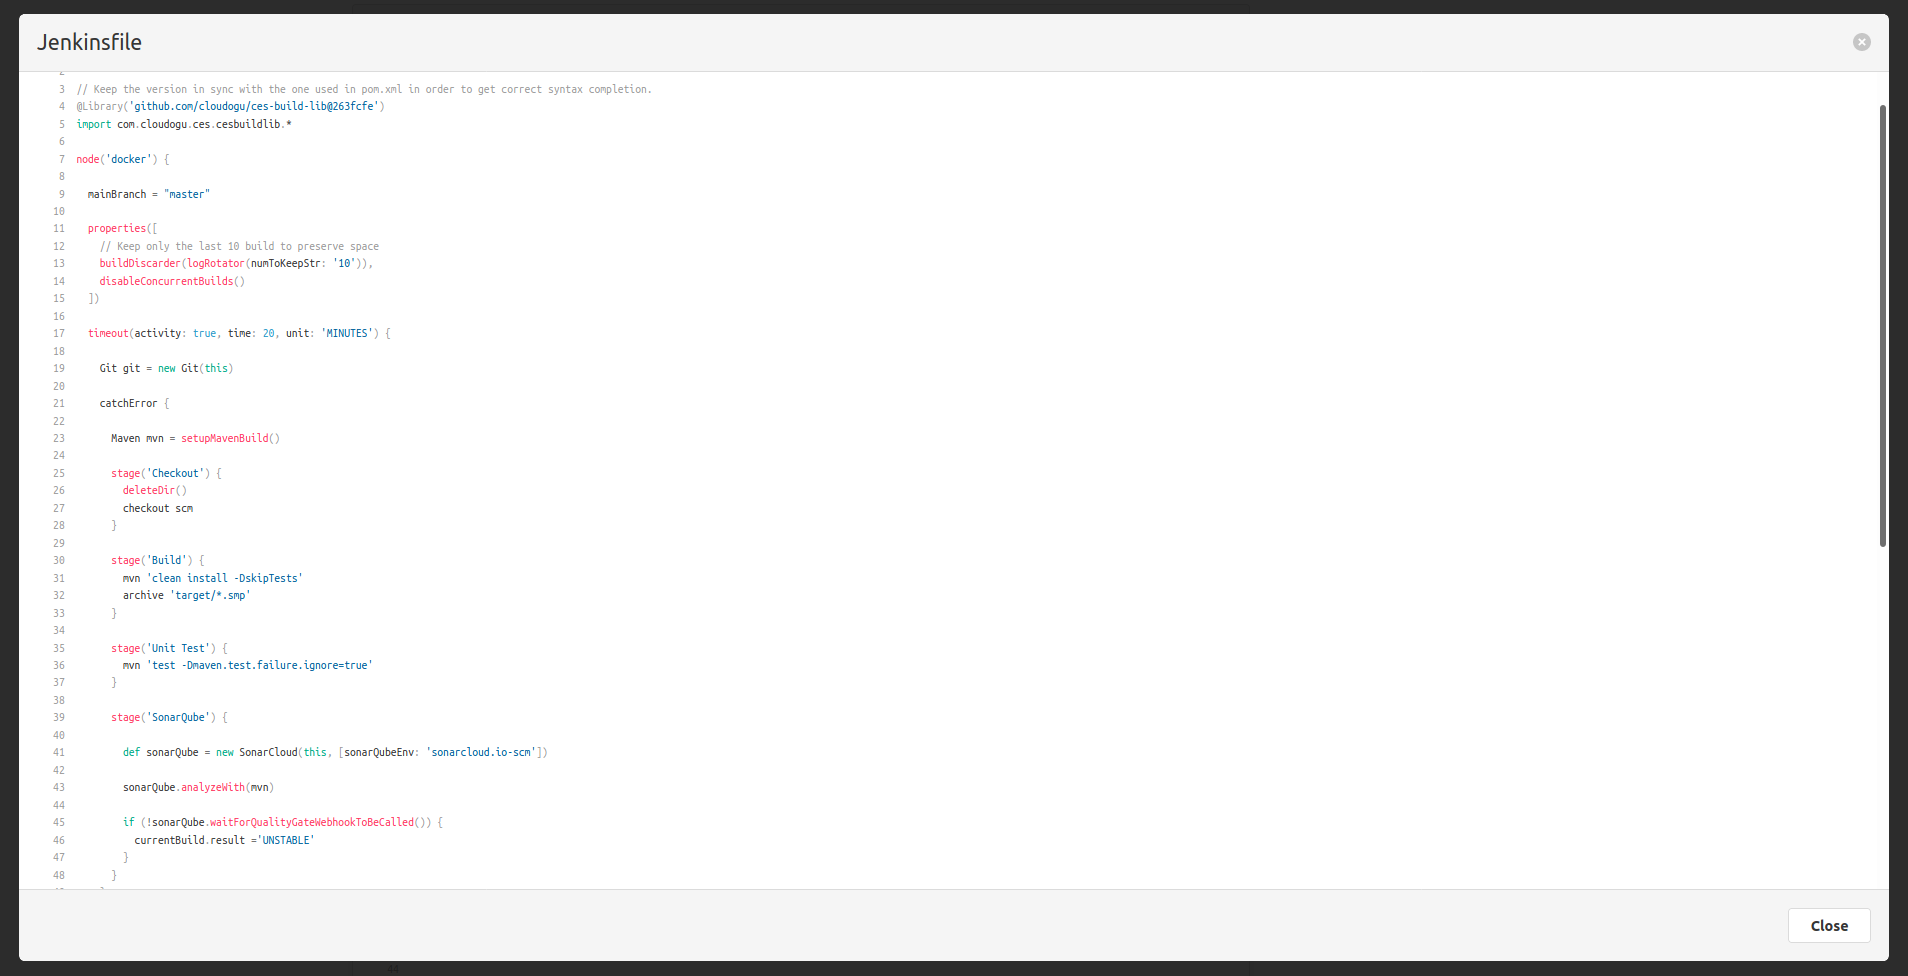 Jenkinsfile
2
3 // Keep the version in sync with the one used in pom.xml in order to get correct syntax completion.
4 @Library('github.com/cloudogu/ces-build-lib@263fcfe')
5 import com.cloudogu.ces.cesbuildlib.*
6
7 node('docker') {
8
9 mainBranch = "master"
10
11 properties([
12 // Keep only the last 10 build to preserve space
13 buildDiscarder(logRotator(numToKeepStr: '10')),
14 disableConcurrentBuilds()
15 ])
16
17 timeout(activity: true, time: 20, unit: 'MINUTES') {
18
19 Git git = new Git(this)
20
21 catchError {
22
23 Maven mvn = setupMavenBuild()
24
25 stage('Checkout') {
26 deleteDir()
27 checkout scm
28 }
29
30 stage('Build') {
31 mvn 'clean install -DskipTests'
32 archive 'target/*.smp'
33 }
34
35 stage('Unit Test') {
36 mvn 'test -Dmaven.test.failure.ignore=true'
37 }
38
39 stage('SonarQube') {
40
41 def sonarQube = new SonarCloud(this, [sonarQubeEnv: 'sonarcloud.io-scm'])
42
43 sonarQube.analyzeWith(mvn)
44
45 if (!sonarQube.waitForQualityGateWebhookToBeCalled()) {
46 currentBuild.result ='UNSTABLE'
47 }
48 }
Close
44